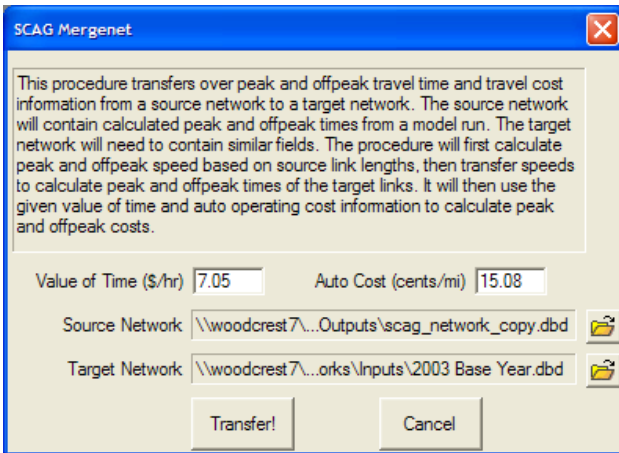 SCAG Mergenet
This procedure transfers over peak and offpeak travel time and travel cost
information from a source network to a target network. The source network
will contain calculated peak and offpeak times from a model run. The target
network will need to contain similar fields. The procedure will first calculate
peak and offpeak speed based on source link lengths, then transfer speeds
to calculate peak and offpeak times of the target links. It will then use the
given value of time and auto operating cost information to calculate peak
and offpeak costs.
Value of Time ($/hr) 7.05 Auto Cost (cents/mi) 15.08
Source Network \\woodcrest7\...Outputs\scag_network_copy.dbd
Target Network \\woodcrest7\...orks\Inputs\2003 Base Year.dbd
Transfer! Cancel